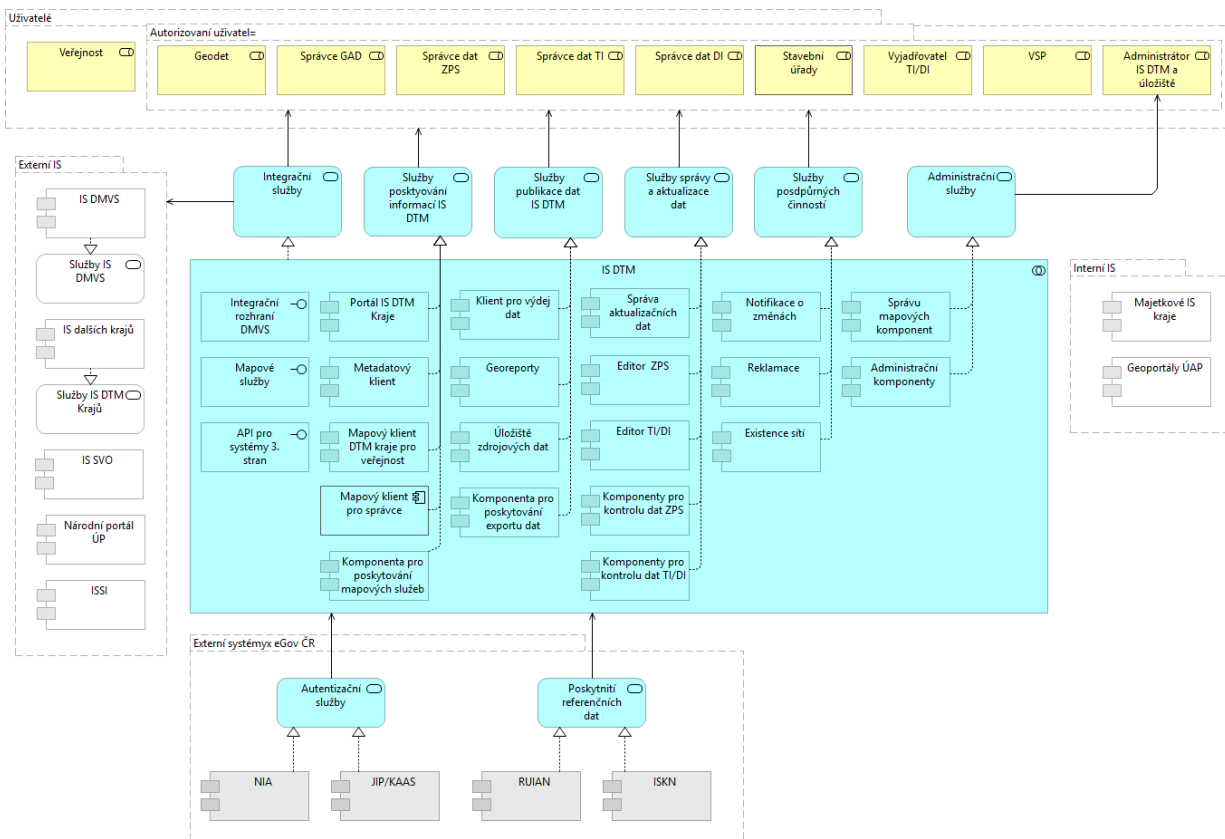 Uživatelé
Autorizovaní uživatel=
Veřejnost
Geodet
Správce GAD
Správce dat
ZPS
Správce dat TI
Správce dat DI
Stavební
úřady
Vyjadřovatel
TI/DI
VSP
Administrátor
IS DTM a
úložiště
Externí IS
IS DMVS
Služby IS
DMVS
IS dalších krajů
Služby IS DTM
Krajů
IS SVO
Národní portál
ÚP
ISSI
Integrační
služby
Služby
posktyování
informací IS
DTM
Služby
publikace dat
IS DTM
Služby správy
a aktualizace
dat
Služby
posdpůrných
činností
Administrační
služby
IS DTM
Integrační
rozhraní
DMVS
Mapové
služby
API pro
systémy 3.
stran
Portál IS DTM
Kraje
Metadatový
klient
Mapový klient
DTM kraje pro
veřejnost
Mapový klient
pro správce
Komponenta pro
poskytování
mapových služeb
Klient pro výdej
dat
Georeporty
Úložiště
zdrojových dat
Komponenta pro
poskytování
exportu dat
Správa
aktualizačních
dat
Editor  ZPS
Editor TI/DI
Komponenty pro
kontrolu dat ZPS
Komponenty pro
kontrolu dat TI/DI
Notifikace o
změnách
Reklamace
Existence sítí
Správu
mapových
komponent
Administrační
komponenty
Interní IS
Majetkové IS
kraje
Geoportály ÚAP
Externí systémyx eGov ČR
Autentizační
služby
Poskytnití
referenčních
dat
NIA
JIP/KAAS
RUIAN
ISKN